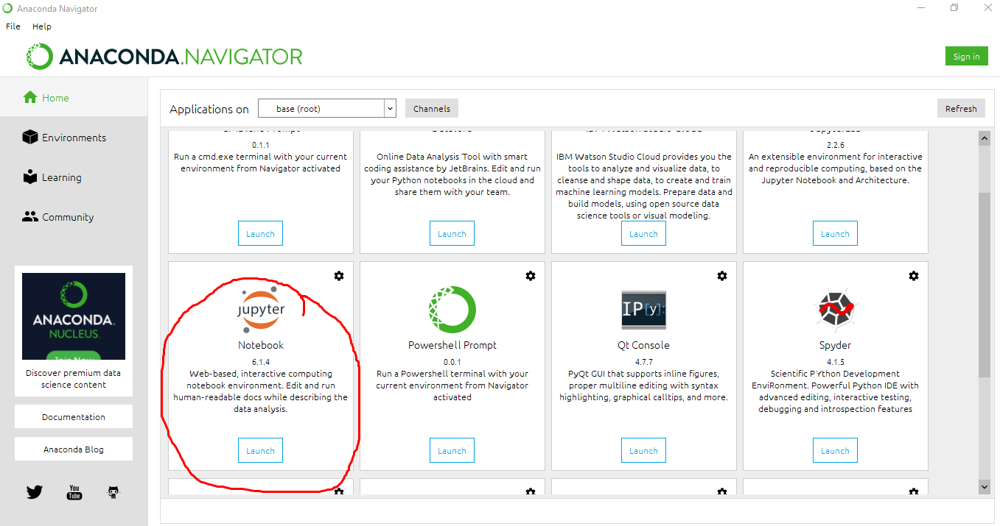 Anaconda Navigator
File Help
ANACONDA.NAVIGATOR
Sign in
Home
Environments
Learning
Community
ANACONDA.
NUCLEUS
Discover premium data
science content
Documentation
Anaconda Blog
You
Tube
Applications on base (root) Channels Refresh
0.1.1
Run a cmd.exe terminal with your current
environment from Navigator activated
Launch
Online Data Analysis Tool with smart
coding assistance by JetBrains. Edit and run
your Python notebooks in the cloud and
share them with your team.
Launch
IBM Watson Studio Cloud provides you the
tools to analyze and visualize data, to
cleanse and shape data, to create and train
machine learning models. Prepare data and
build models, using open source data
science tools or visual modeling.
Launch
2.2.6
An extensible environment for interactive
and reproducible computing, based on the
Jupyter Notebook and Architecture.
Launch
jupyter
Notebook
6.1.4
Web-based, interactive computing
notebook environment. Edit and run
human-readable docs while describing the
data analysis.
Launch
Powershell Prompt
0.0.1
Run a Powershell terminal with your
current environment from Navigator
activated
Launch
IP[y]:
Qt Console
4.7.7
PyQt GUI that supports inline figures,
proper multiline editing with syntax
highlighting, graphical calltips, and more.
Launch
Spyder
4.1.5
Scientific PYthon Development
EnviRonment. Powerful Python IDE with
advanced editing, interactive testing,
debugging and introspection features
Launch